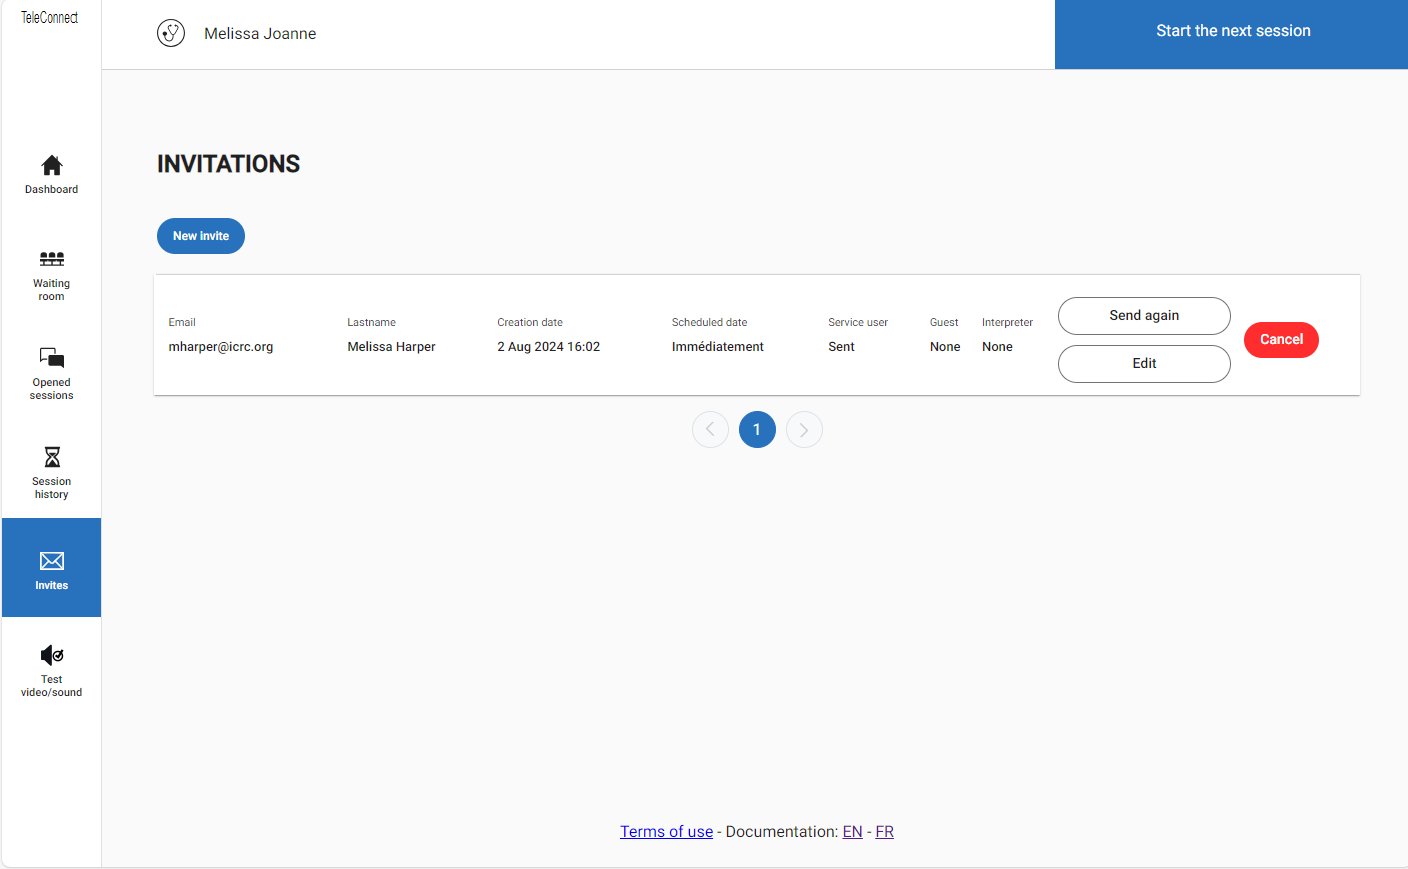 TeleConnect
Melissa Joanne
Start the next session
Dashboard
Waiting
room
Opened
sessions
Session
history
Invites
Test
video/sound
INVITATIONS
New invite
Email Lastname Creation date Scheduled date Service user Guest Interpreter
mharper@icrc.org Melissa Harper 2 Aug 2024 16:02 Immédiatement Sent None None
Send again
Edit
Cancel
1
Terms of use - Documentation: EN - FR